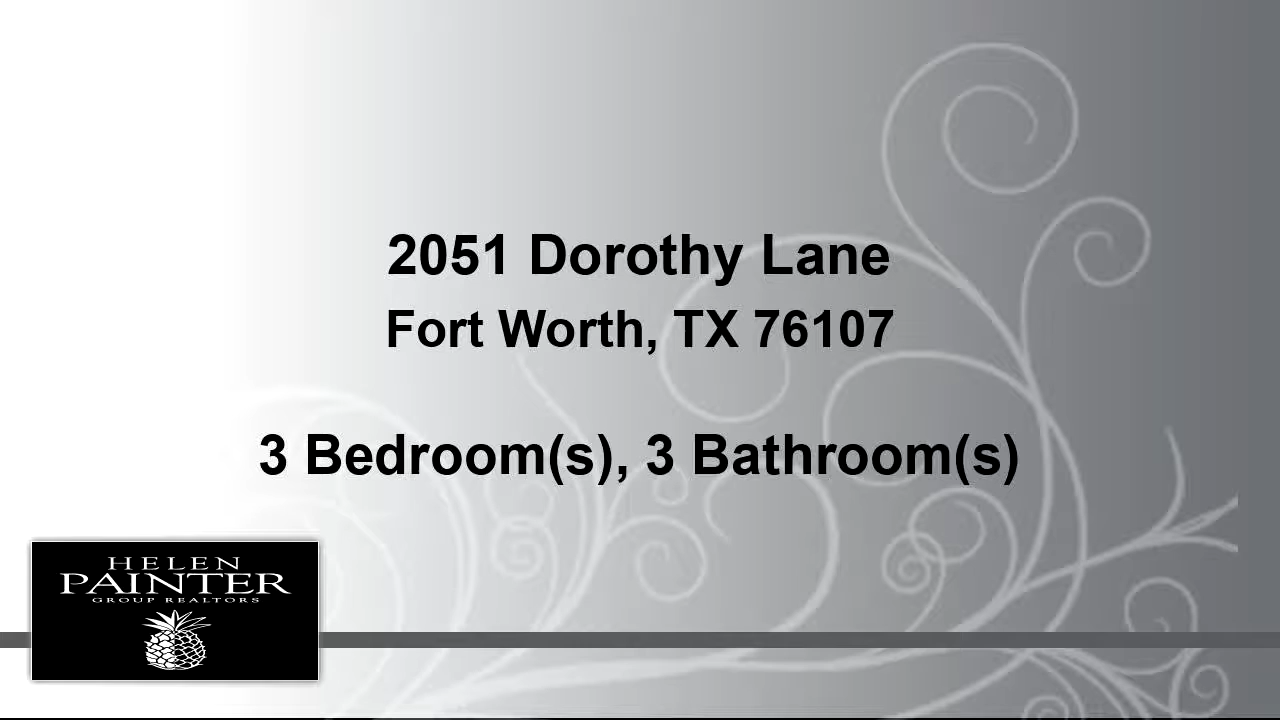 2051 Dorothy Lane
Fort Worth, TX 76107
3 Bedroom(s), 3 Bathroom(s)
HELEN
PAINTER
GROUP REALTORS